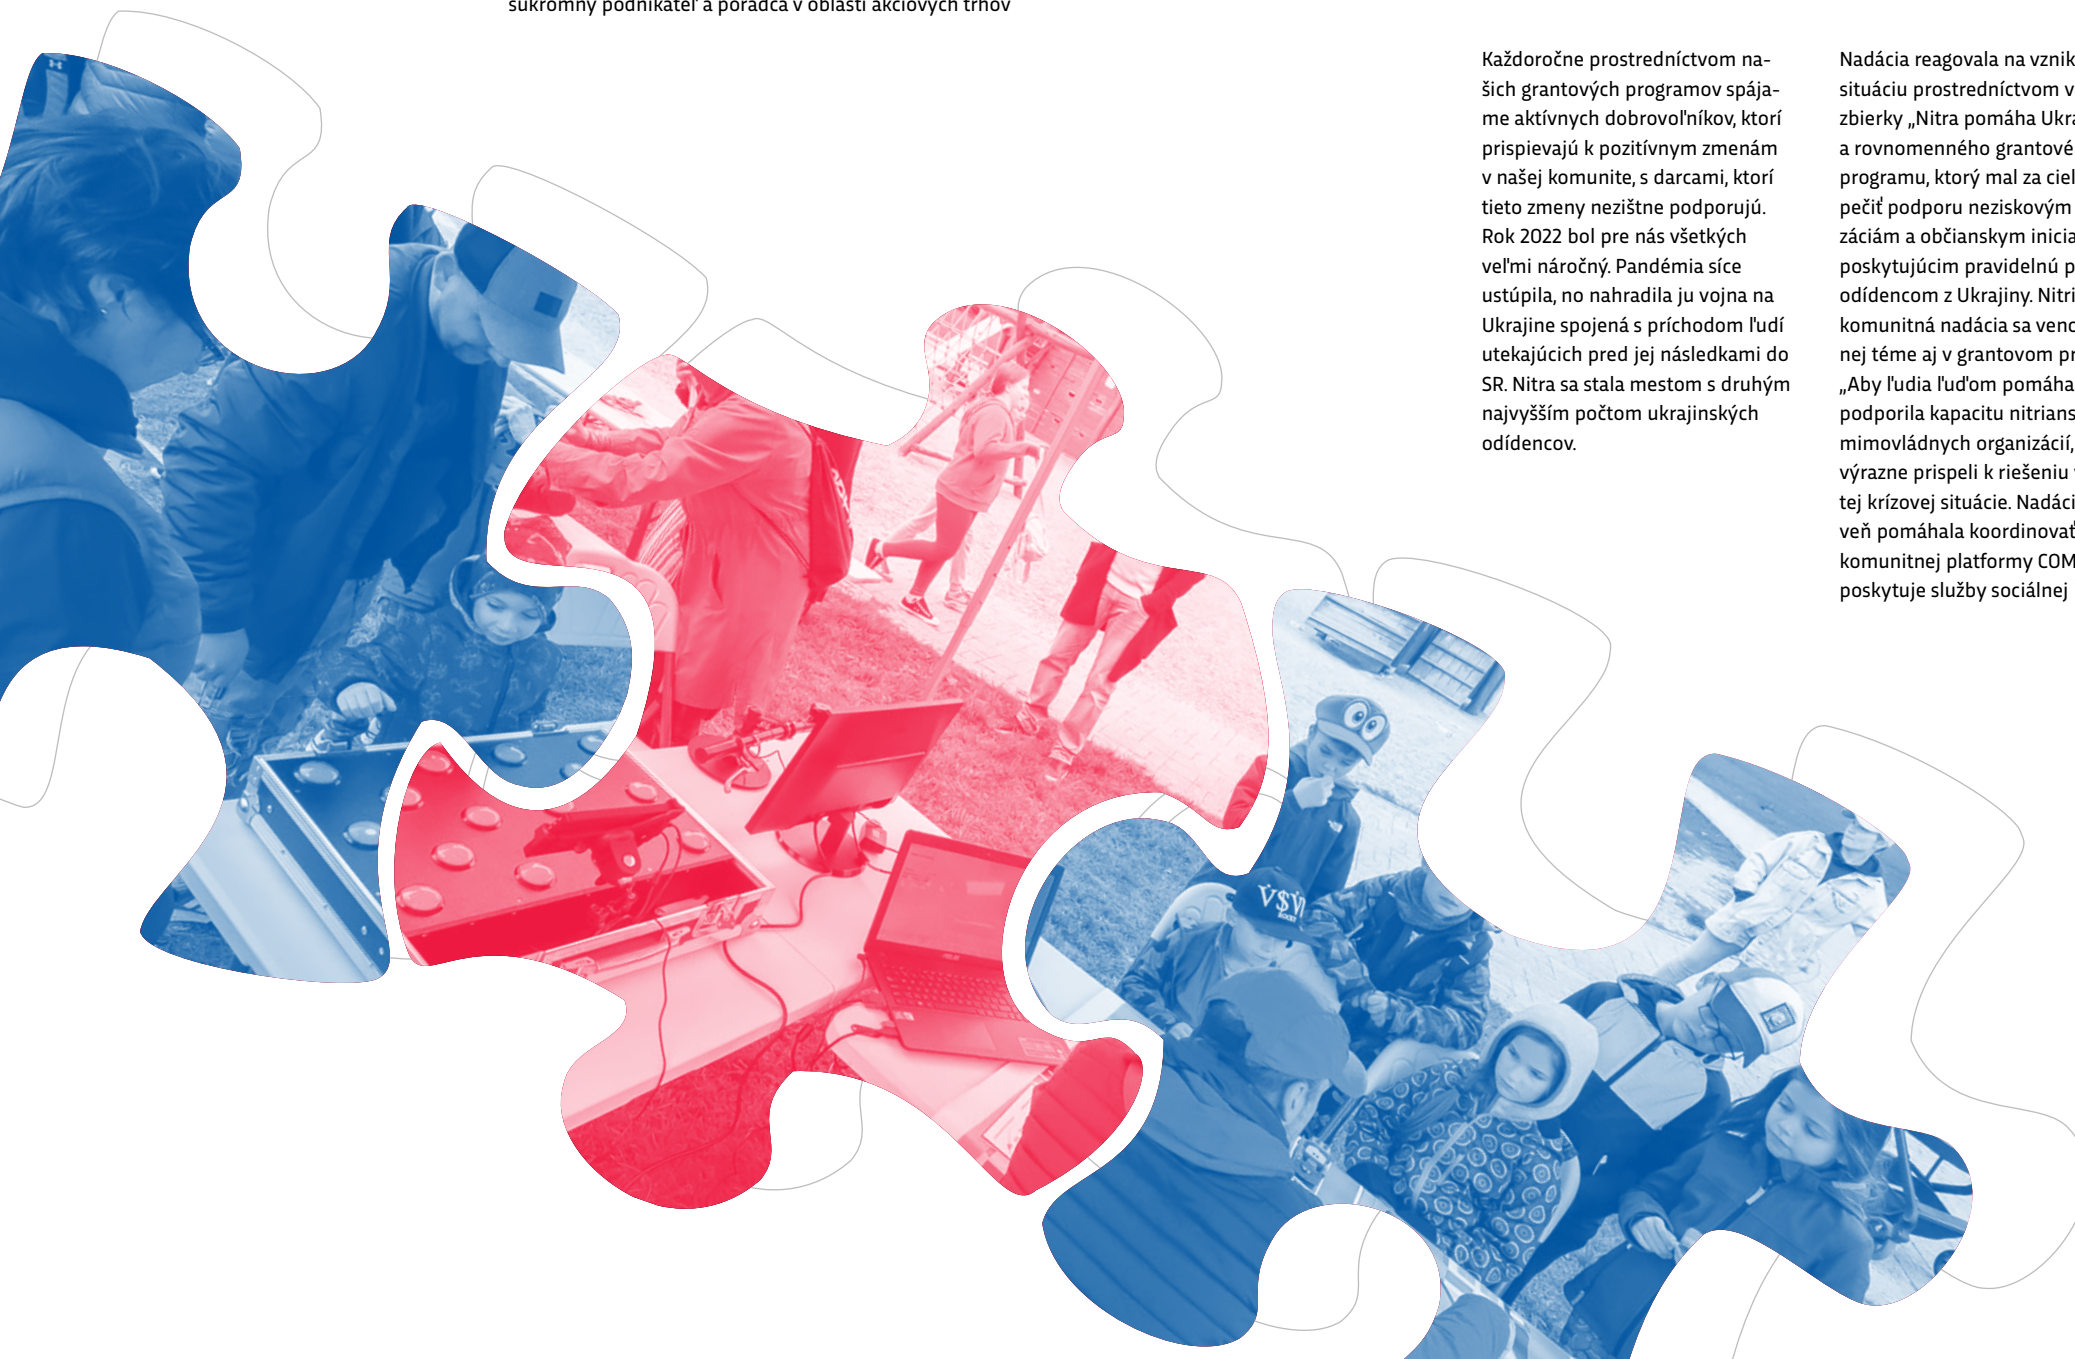 súkromný podnikateľ a poradca v oblasti akciových trhov
Každoročne prostredníctvom na-
šich grantových programov spája-
me aktívnych dobrovoľníkov, ktorí
prispievajú k pozitívnym zmenám
v našej komunite, s darcami, ktorí
tieto zmeny nezištne podporujú.
Rok 2022 bol pre nás všetkých
veľmi náročný. Pandémia síce
ustúpila, no nahradila ju vojna na
Ukrajine spojená s príchodom ľudí
utekajúcich pred jej následkami do
SR. Nitra sa stala mestom s druhým
najvyšším počtom ukrajinských
odídencov.
Nadácia reagovala na vznik
situáciu prostredníctvom v
zbierky „Nitra pomáha Ukra
a rovnomenného grantové
programu, ktorý mal za cieľ
pečiť podporu neziskovým
záciám a občianskym inicia
poskytujúcim pravidelnú p
odídencom z Ukrajiny. Nitri
komunitná nadácia sa veno
nej téme aj v grantovom pr
„Aby ľudia ľuďom pomáha
podporila kapacitu nitrians
mimovládnych organizácií,
výrazne prispeli k riešeniu
tej krízovej situácie. Nadáci
veň pomáhala koordinovať
komunitnej platformy COM
poskytuje služby sociálnej